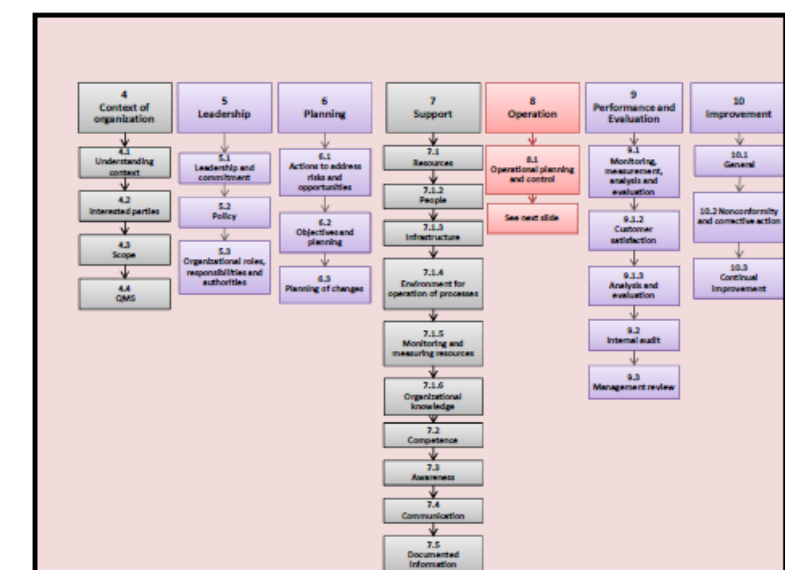 4
Context of
organization
4.1
Understanding
context
4.2
Interested parties
4.3
Scope
4.4
QMS
5
Leadership
5.1
Leadership and
commitment
5.2
Policy
5.3
Organizational roles,
responsibilities and
authorities
6
Planning
6.1
Actions to address
risks and
opportunities
6.2
Objectives and
planning
6.3
Planning of changes
7
Support
7.1
Resources
7.1.2
People
7.1.3
Infrastructure
7.1.4
Environment for
operation of processes
7.1.5
Monitoring and
measuring resources
7.1.6
Organizational
knowledge
7.2
Competence
7.3
Awareness
7.4
Communication
7.5
Documented
information
8
Operation
8.1
Operational planning
and control
See next slide
9
Performance and
Evaluation
9.1
Monitoring,
measurement,
analysis and
evaluation
9.1.2
Customer
satisfaction
9.1.3
Analysis and
evaluation
9.2
Internal audit
9.3
Management review
10
Improvement
10.1
General
10.2 Nonconformity
and corrective action
10.3
Continual
Improvement